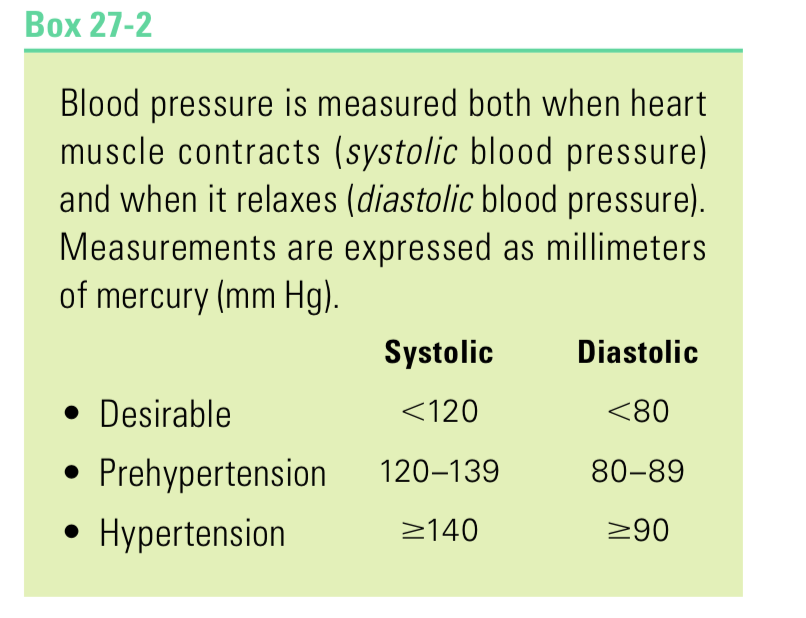 Box 27-2
Blood pressure is measured both when heart
muscle contracts (systolic blood pressure)
and when it relaxes (diastolic blood pressure).
Measurements are expressed as millimeters
of mercury (mm Hg).
Systolic Diastolic
• Desirable <120 <80
• Prehypertension 120–139 80–89
• Hypertension ≥140 ≥90